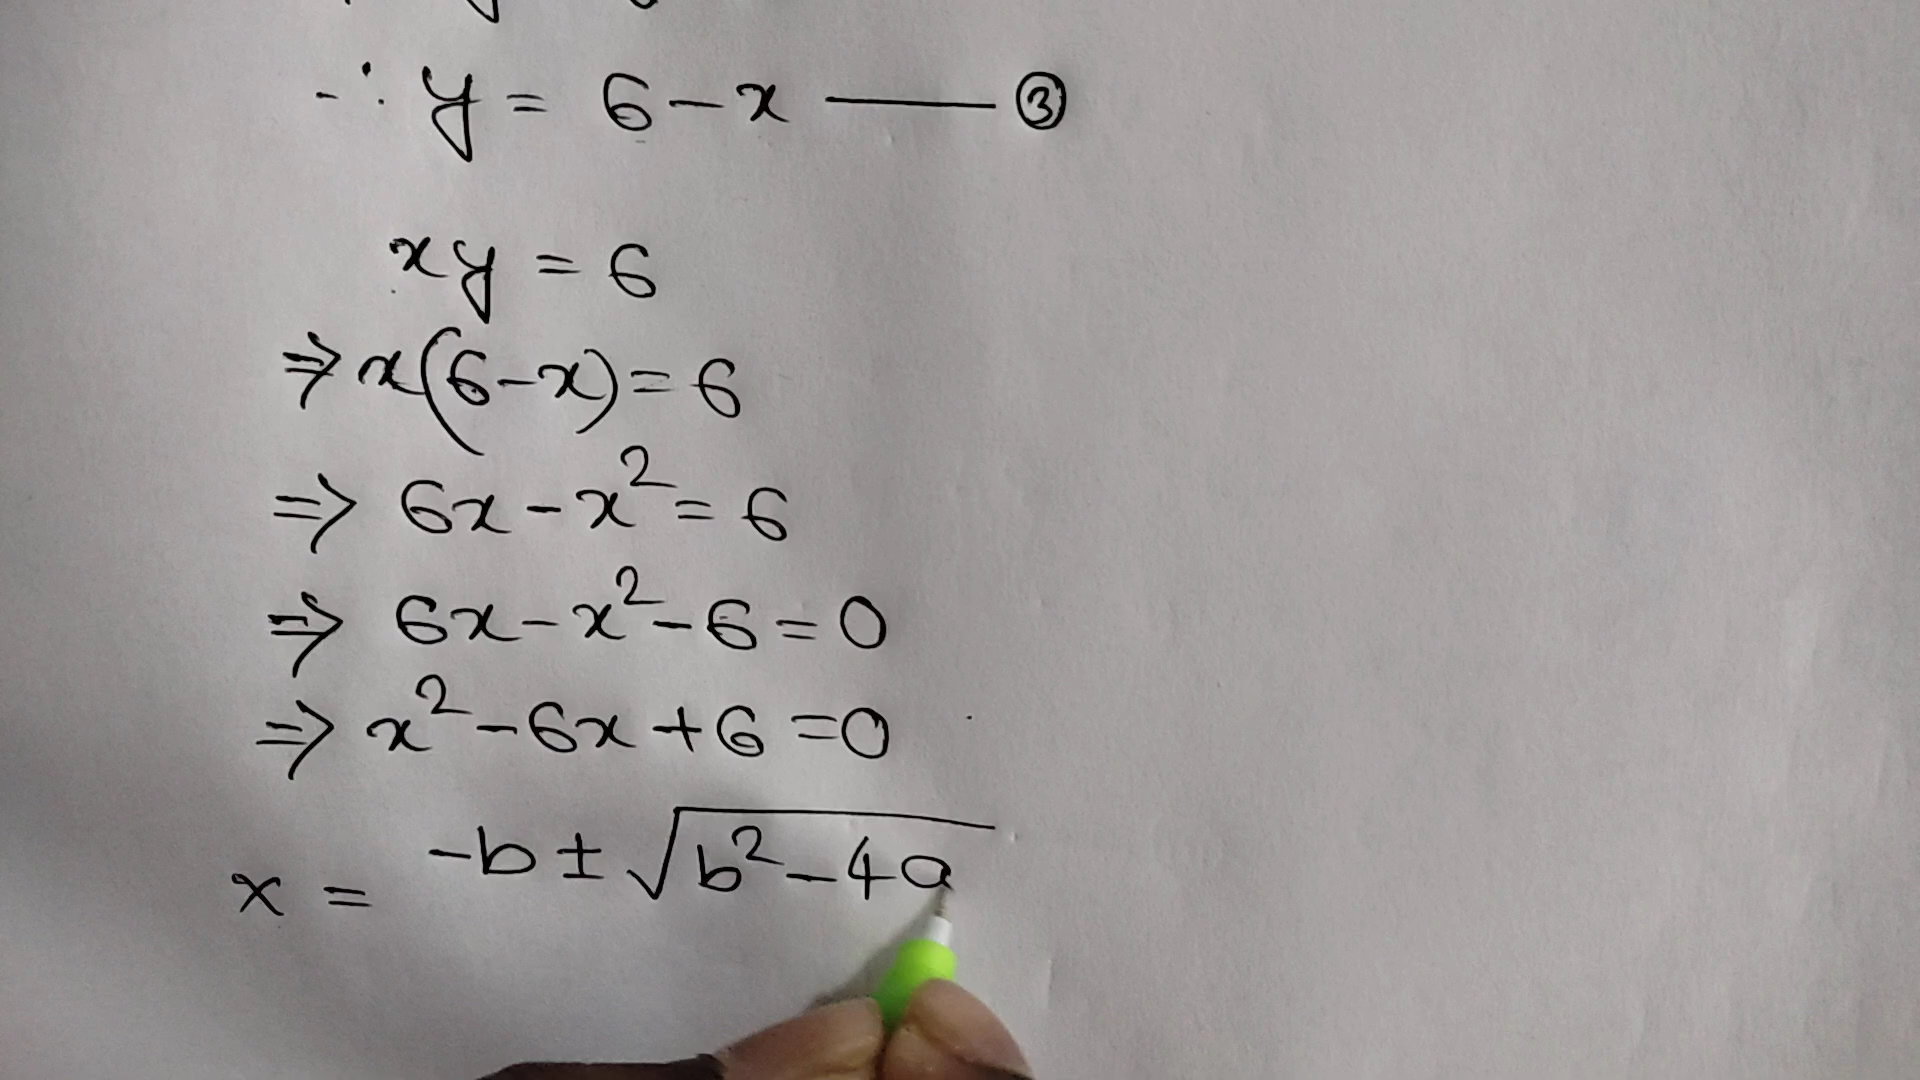 ∴ y = 6 - x —— ③
xy = 6
⇒ x(6-x) = 6
⇒ 6x - x² = 6
⇒ 6x - x² - 6 = 0
⇒ x² - 6x + 6 = 0
x = -b ± √b² - 4a